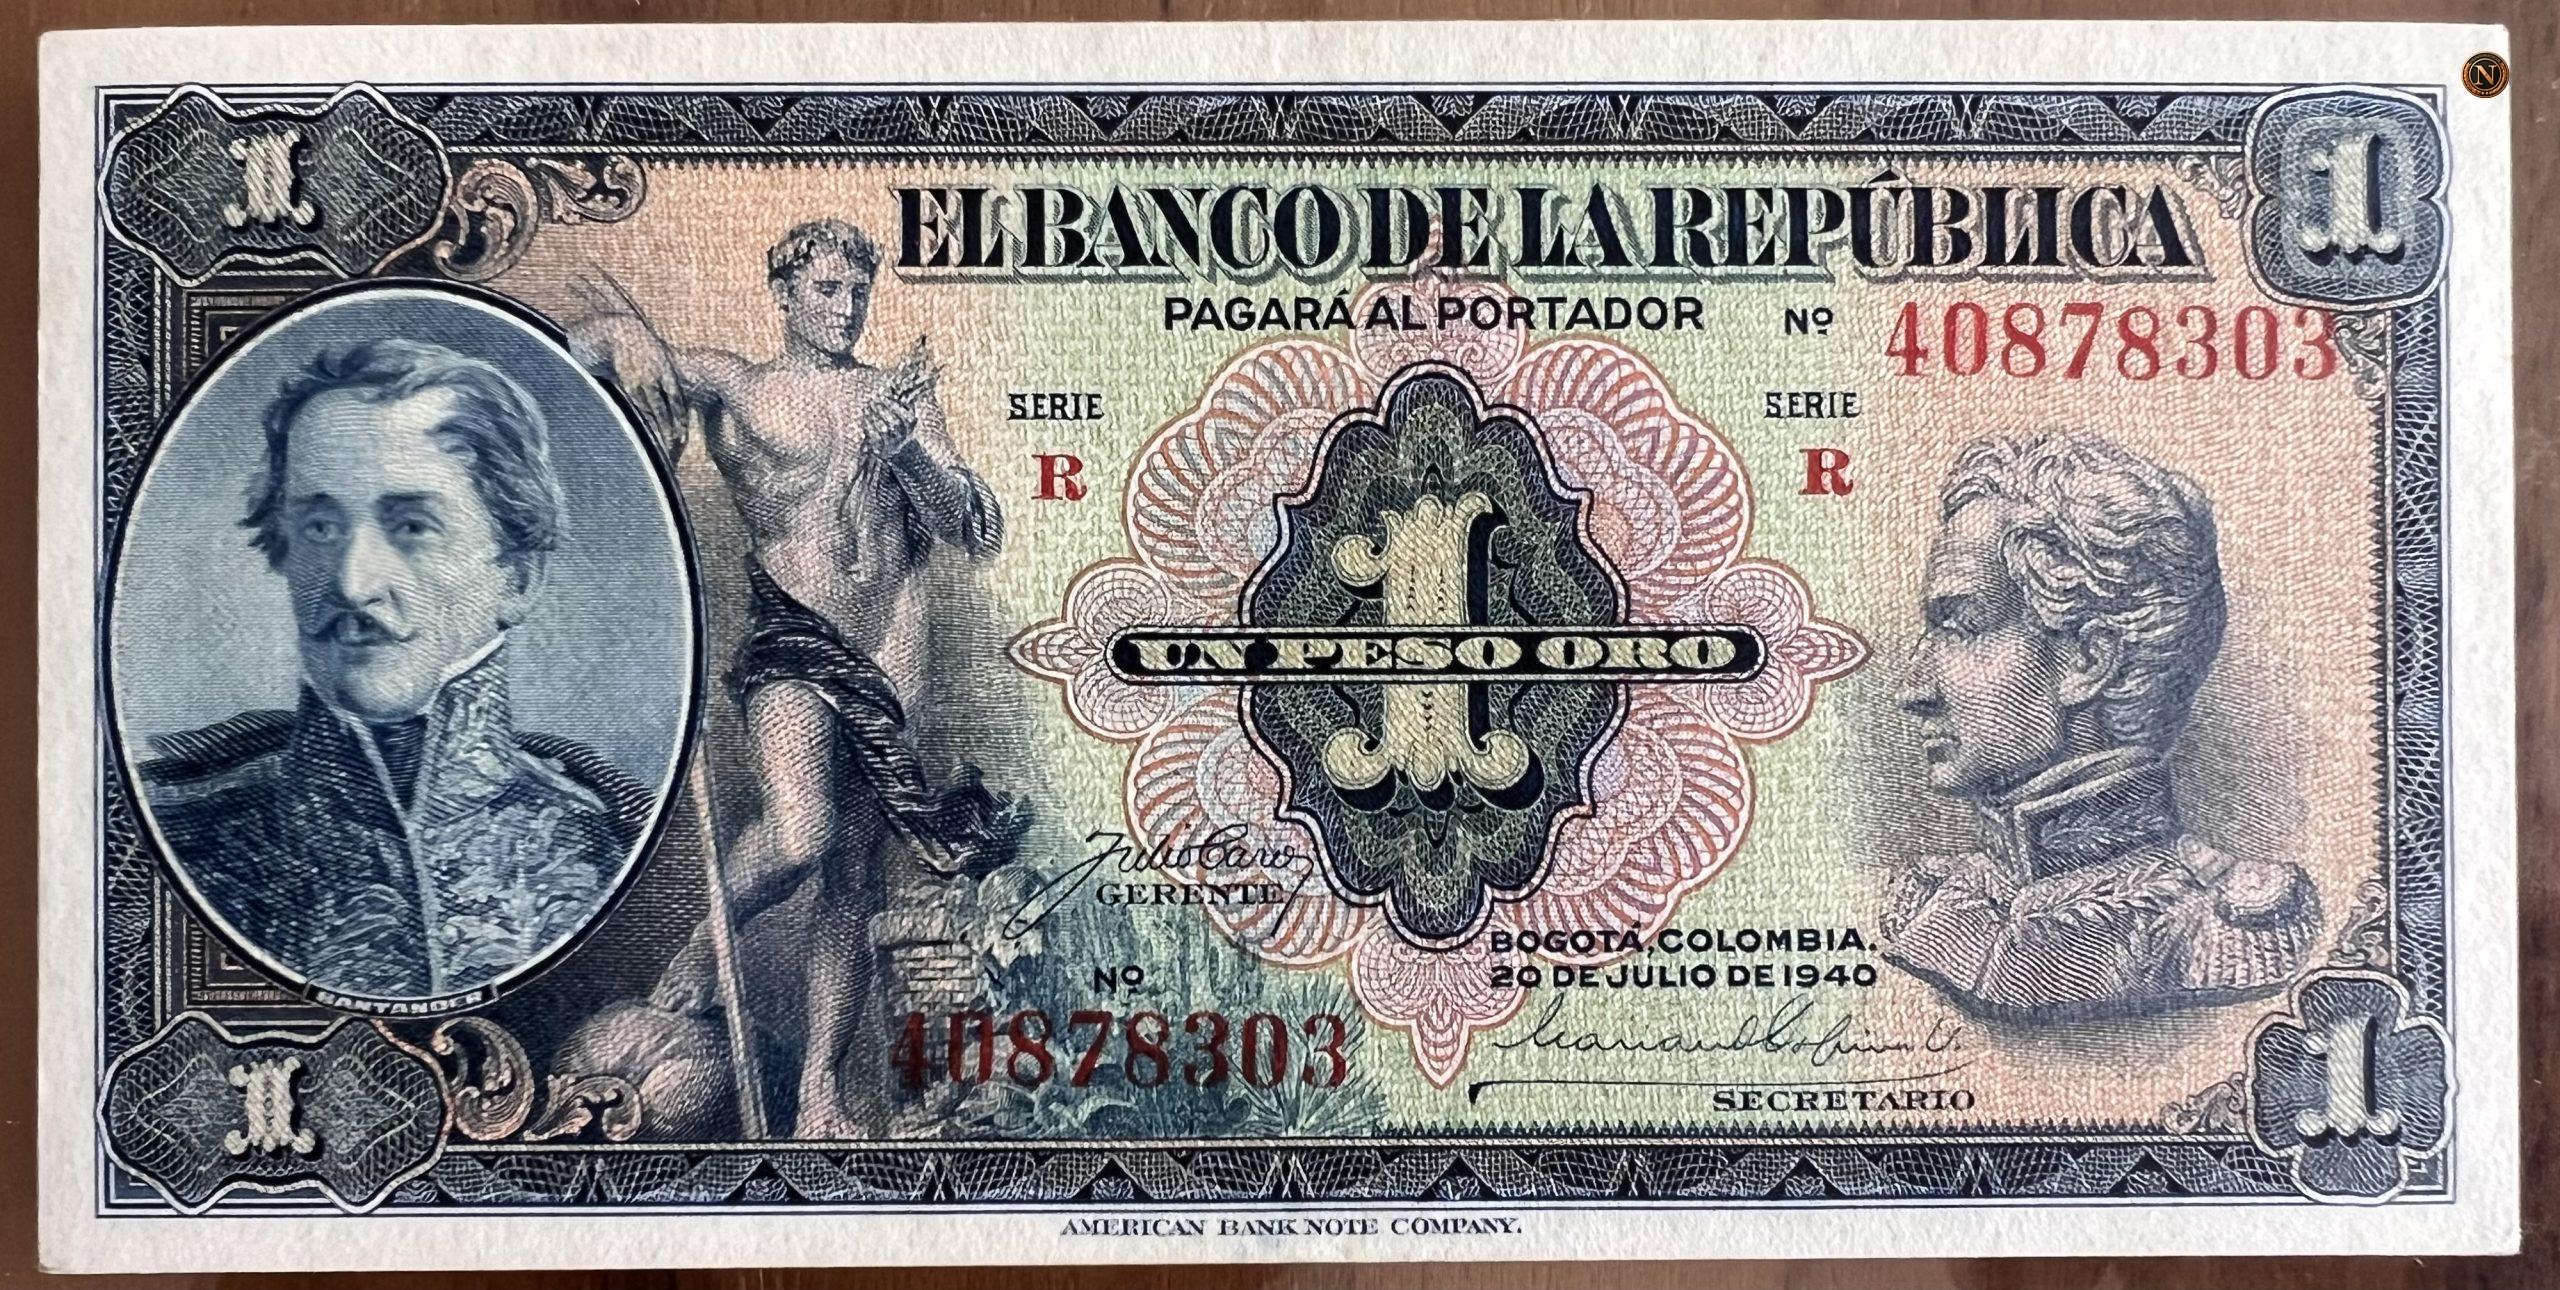 N
1 1
EL BANCO DE LA REPÚBLICA
PAGARÁ AL PORTADOR Nº 40878303
SERIE SERIE
R R
1
UN PESO ORO
Julio Caro
GERENTE
BOGOTÁ, COLOMBIA.
20 DE JULIO DE 1940
Nº
40878303
SANTANDER
SECRETARIO
1 1
AMERICAN BANK NOTE COMPANY.